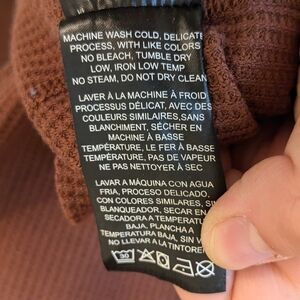 MACHINE WASH COLD, DELICATE
PROCESS, WITH LIKE COLORS
NO BLEACH, TUMBLE DRY
LOW, IRON LOW TEMP
NO STEAM, DO NOT DRY CLEAN
LAVER À LA MACHINE À FROID
PROCESSUS DÉLICAT, AVEC DES
COULEURS SIMILAIRES,SANS
BLANCHIMENT, SÉCHER EN
MACHINE À BASSE
TEMPÉRATURE, LE FER À BASSE
TEMPÉRATURE, PAS DE VAPEUR
NE PAS NETTOYER À SEC
LAVAR A MÁQUINA CON AGUA
FRIA, PROCESO DELICADO,
CON COLORES SIMILARES, SIN
BLANQUEADOR, SECAR EN
SECADORA A TEMPERATU
BAJA, PLANCHA A
TEMPERATURA BAJA, SIN V
NO LLEVAR A LA TINTORER
30